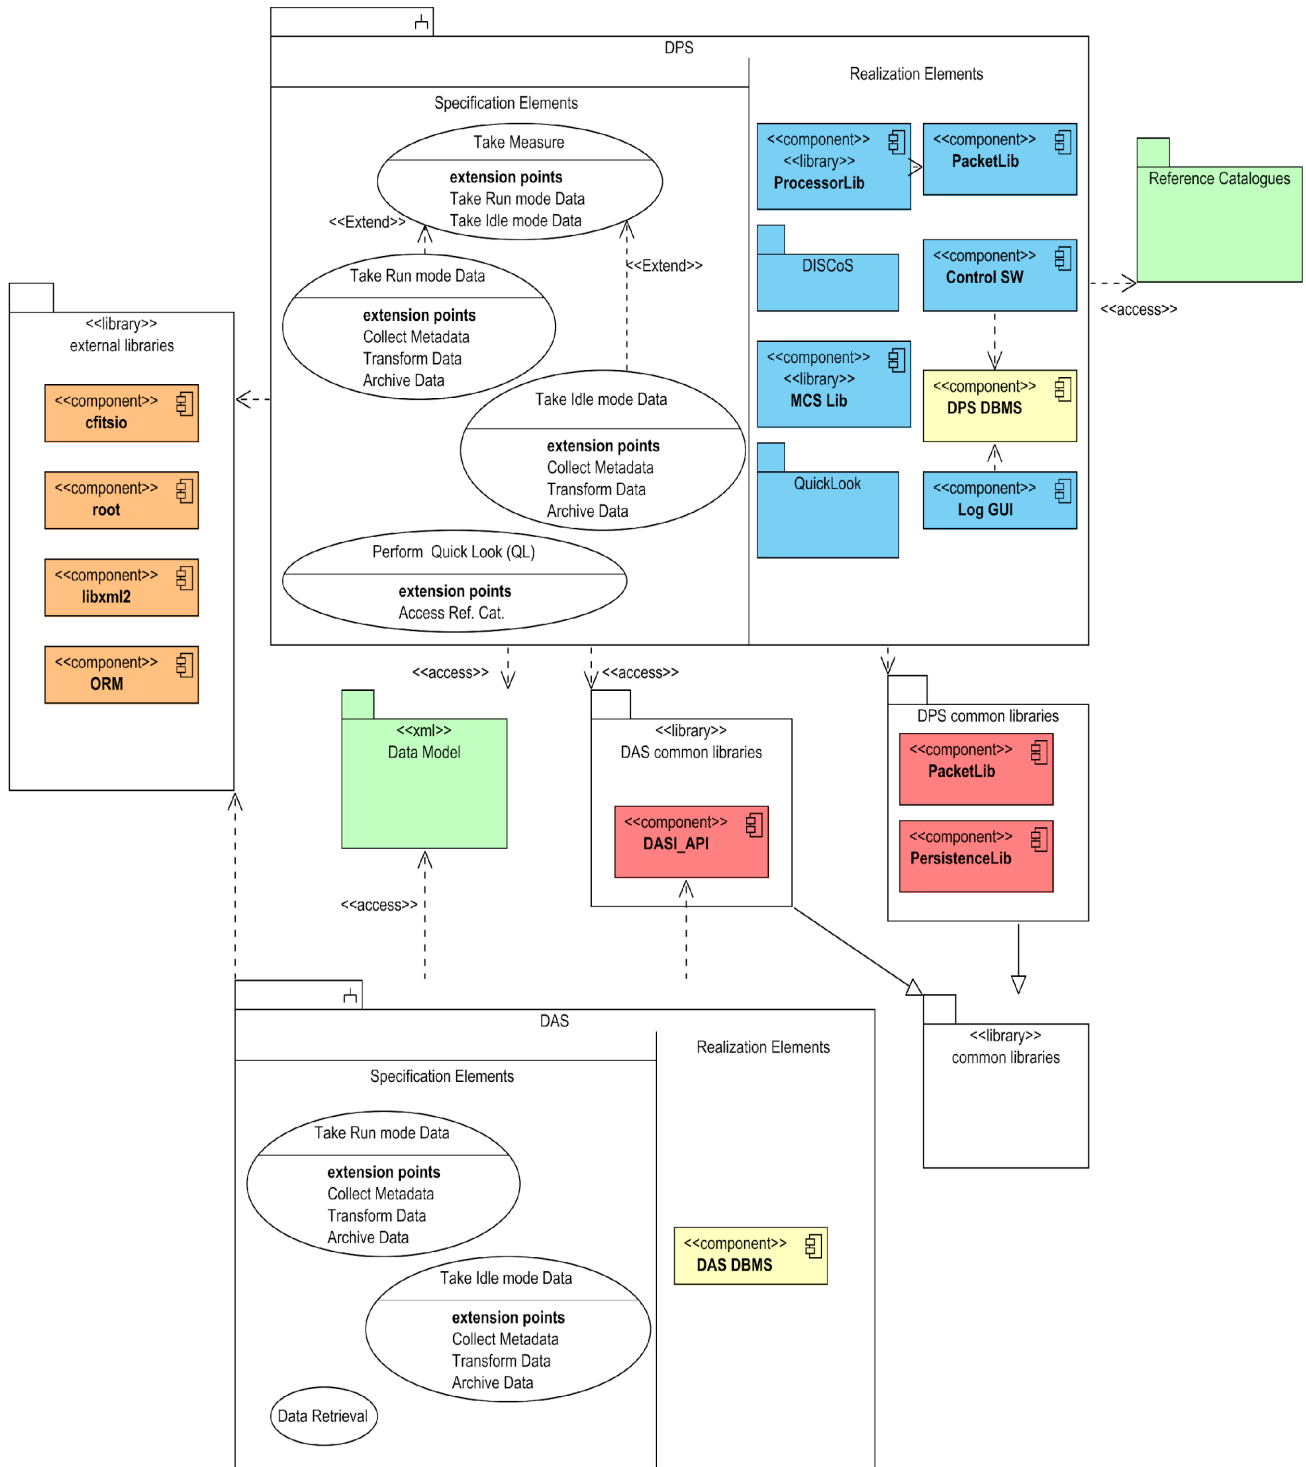 DPS
Specification Elements
Take Measure
extension points
Take Run mode Data
Take Idle mode Data
<<Extend>>
<<Extend>>
Take Run mode Data
extension points
Collect Metadata
Transform Data
Archive Data
Take Idle mode Data
extension points
Collect Metadata
Transform Data
Archive Data
Perform Quick Look (QL)
extension points
Access Ref. Cat.
Realization Elements
<<component>>
<<library>>
ProcessorLib
<<component>>
PacketLib
DISCoS
<<component>>
Control SW
<<component>>
<<library>>
MCS Lib
<<component>>
DPS DBMS
QuickLook
<<component>>
Log GUI
Reference Catalogues
<<access>>
<<library>>
external libraries
<<component>>
cfitsio
<<component>>
root
<<component>>
libxml2
<<component>>
ORM
<<access>>
<<access>>
<<xml>>
Data Model
<<library>>
DAS common libraries
<<component>>
DASI_API
DPS common libraries
<<component>>
PacketLib
<<component>>
PersistenceLib
<<access>>
<<library>>
common libraries
DAS
Specification Elements
Take Run mode Data
extension points
Collect Metadata
Transform Data
Archive Data
Take Idle mode Data
extension points
Collect Metadata
Transform Data
Archive Data
Data Retrieval
Realization Elements
<<component>>
DAS DBMS